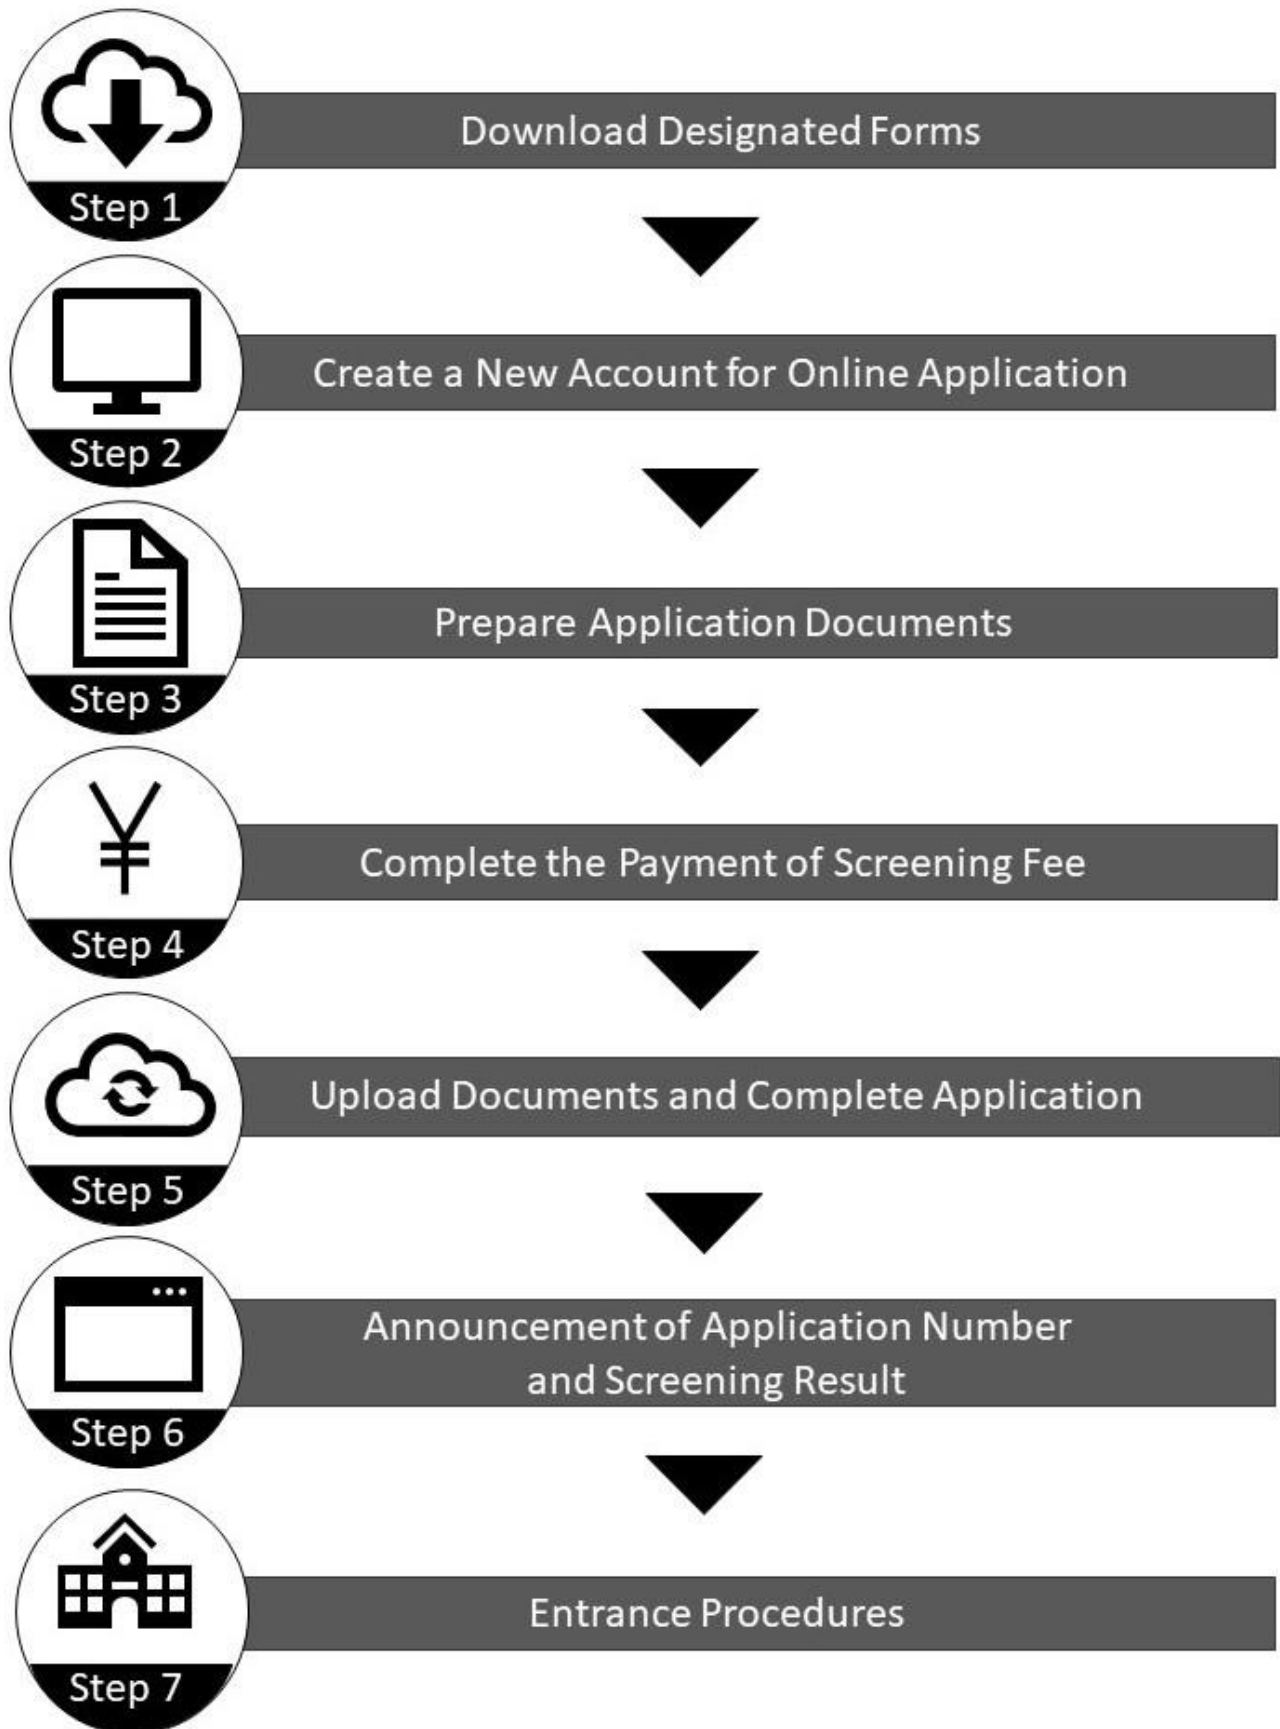 Download Designated Forms
Step 1
Create a New Account for Online Application
Step 2
Prepare Application Documents
Step 3
¥
Complete the Payment of Screening Fee
Step 4
Upload Documents and Complete Application
Step 5
Announcement of Application Number
and Screening Result
Step 6
Entrance Procedures
Step 7